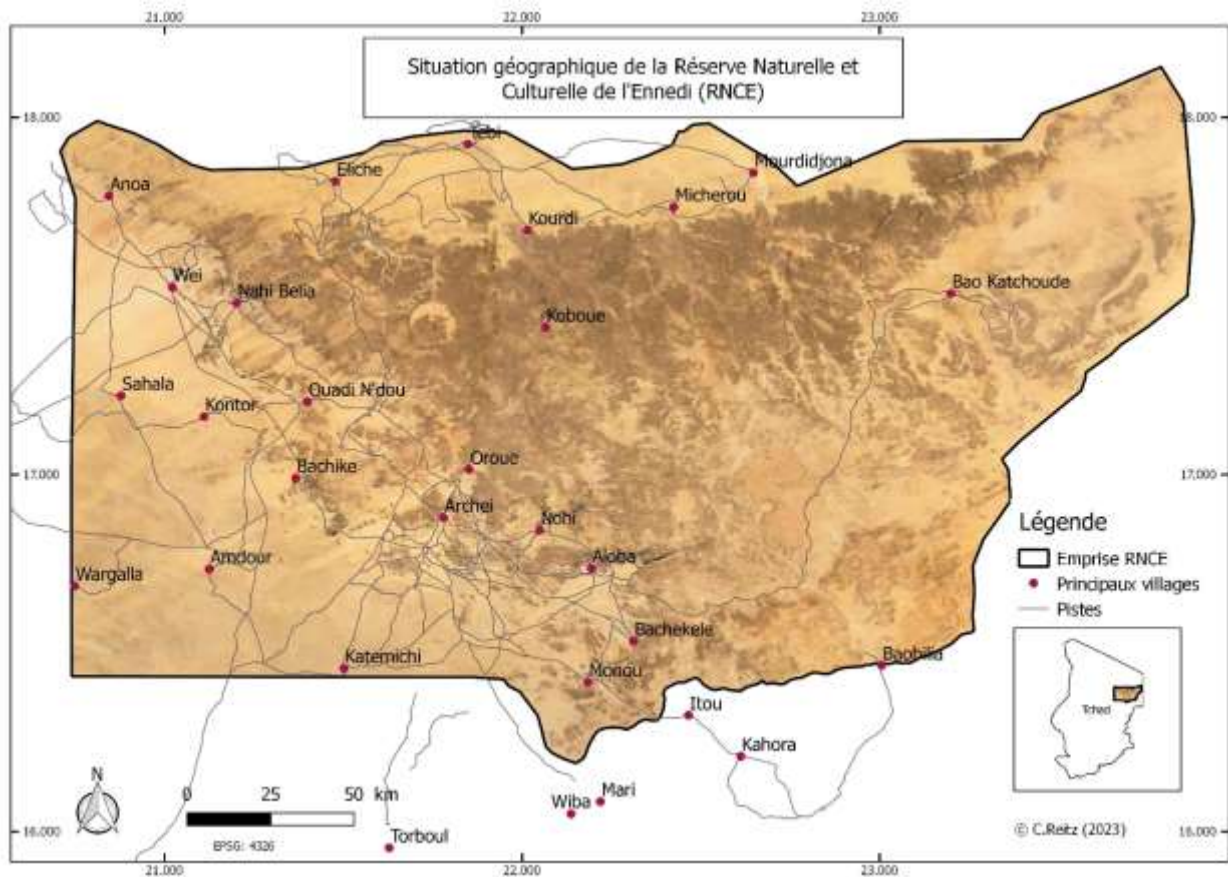 21.000 22.000 23.000
Situation géographique de la Réserve Naturelle et
Culturelle de l'Ennedi (RNCE)
18.000 18.000
Tebi
Mourdidjona
Eliche
Anoa
Micherou
Kourdi
Wei
Nahi Belia
Bao Katchoude
Koboue
Sahala
Ouadi N'dou
Kontor
17.000 17.000
Oroue
Bachike
Archei
Nohi
Légende
Emprise RNCE
Principaux villages
Pistes
Aloba
Amdour
Wargalla
Bachekele
Katemichi
Baohilia
Monou
Itou
Tchad
Kahora
N
0 25 50 km
EPSG: 4326
Wiba
Mari
Torboul
16.000 16.000
© C.Reitz (2023)
21.000 22.000 23.000